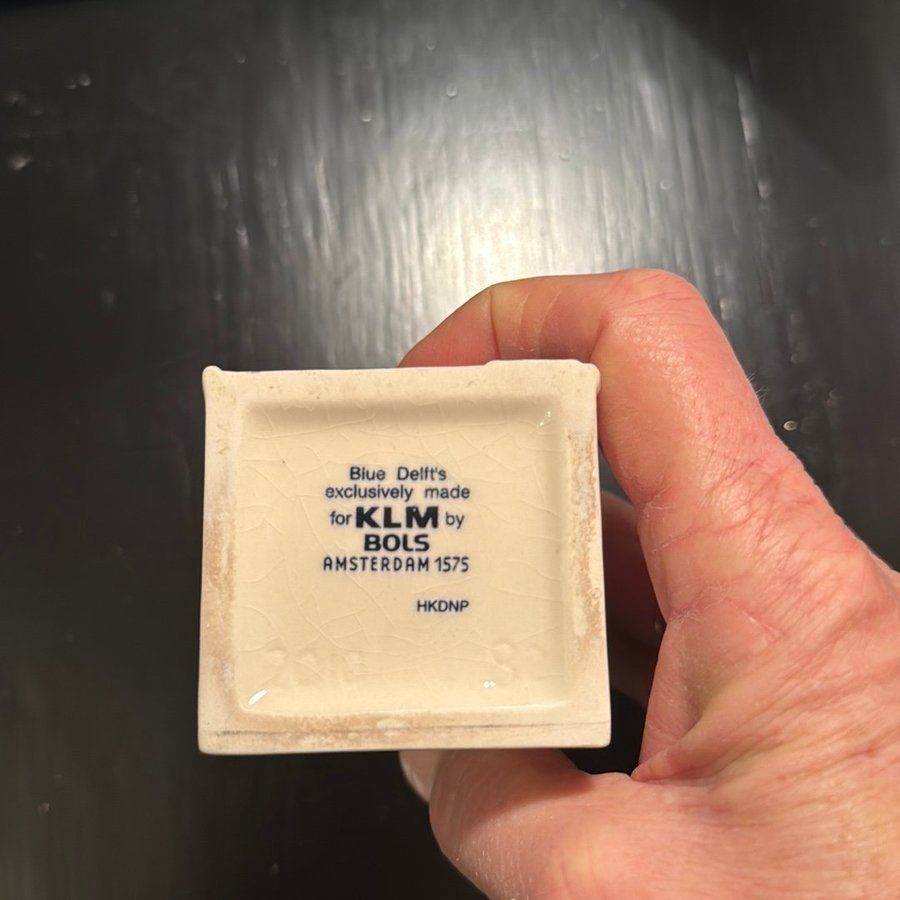 Blue Delft's
exclusively made
for KLM by
BOLS
AMSTERDAM 1575
HKDNP